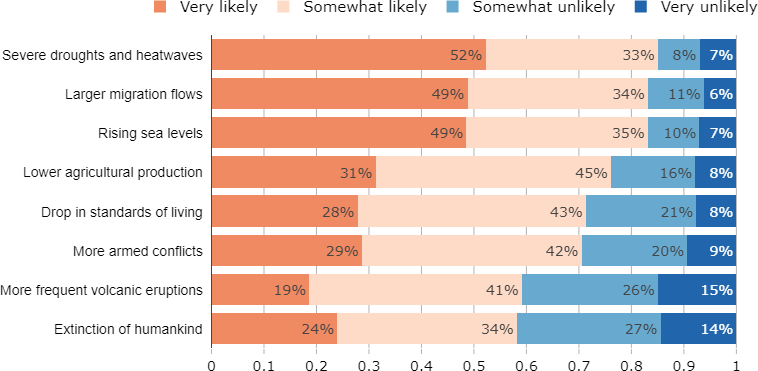 Very likely Somewhat likely Somewhat unlikely Very unlikely
Severe droughts and heatwaves 52% 33% 8% 7%
Larger migration flows 49% 34% 11% 6%
Rising sea levels 49% 35% 10% 7%
Lower agricultural production 31% 45% 16% 8%
Drop in standards of living 28% 43% 21% 8%
More armed conflicts 29% 42% 20% 9%
More frequent volcanic eruptions 19% 41% 26% 15%
Extinction of humankind 24% 34% 27% 14%
0 0.1 0.2 0.3 0.4 0.5 0.6 0.7 0.8 0.9 1